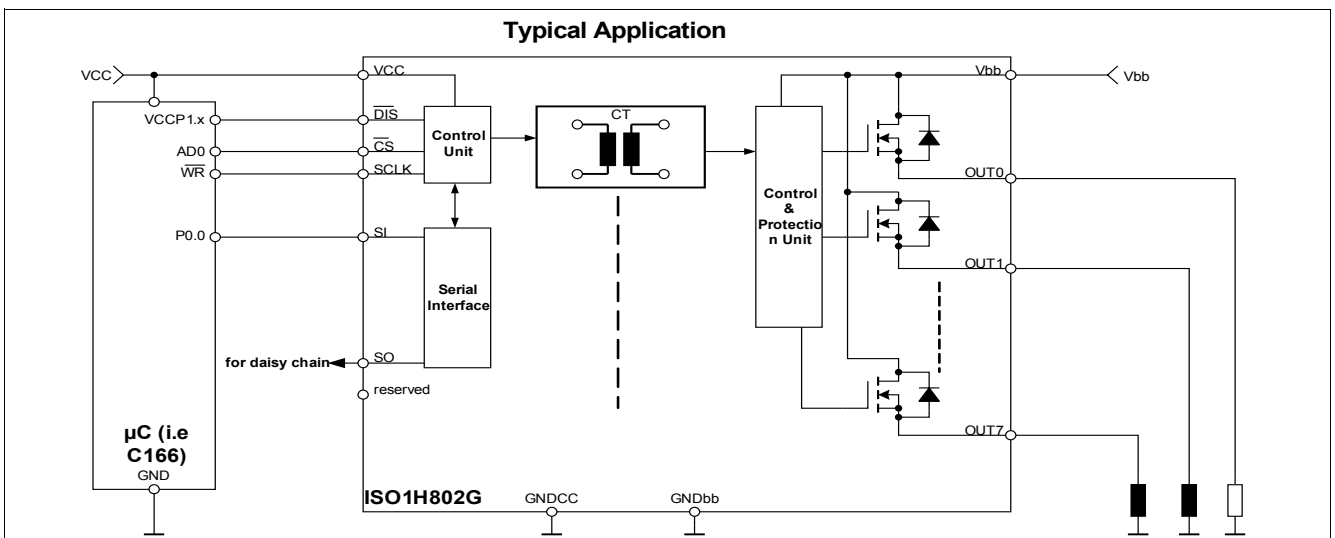 Typical Application
VCC
VCC
Vbb
Vbb
VCCP1.x
DIS
Control
Unit
CT
AD0
CS
WR
SCLK
OUT0
Control
&
Protectio
n Unit
P0.0
SI
OUT1
Serial
Interface
for daisy chain
SO
reserved
OUT7
µC (i.e
C166)
GND
ISO1H802G
GNDCC
GNDbb